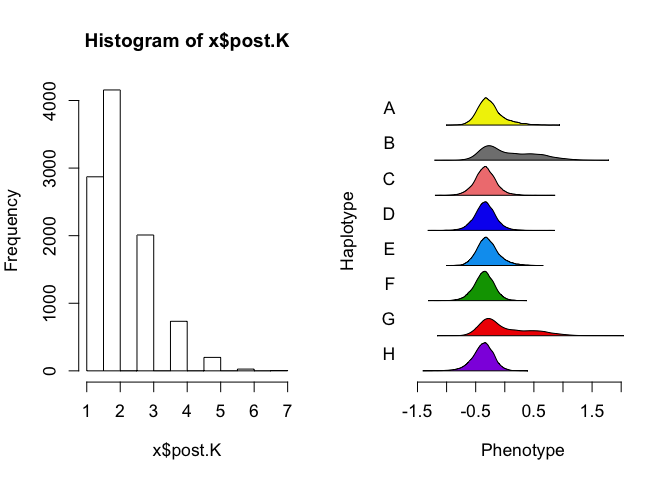 Histogram of x$post.K
Frequency
0
1000
2000
3000
4000
1 2 3 4 5 6 7
x$post.K
Haplotype
A
B
C
D
E
F
G
H
-1.5 -0.5 0.5 1.5
Phenotype